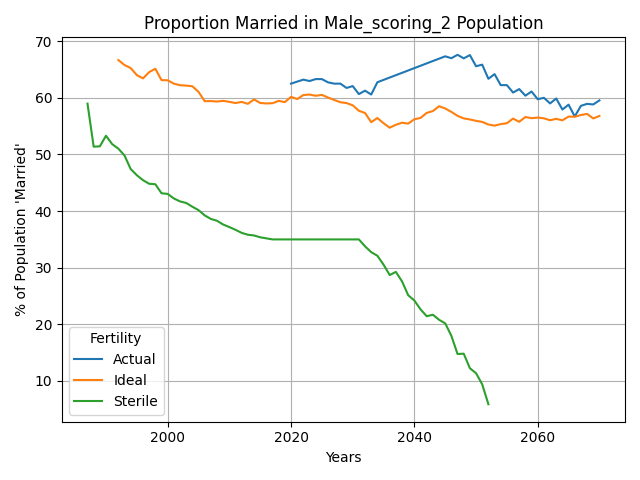 Proportion Married in Male_scoring_2 Population
% of Population 'Married'
70
60
50
40
30
20
10
Fertility
Actual
Ideal
Sterile
2000
2020
2040
2060
Years